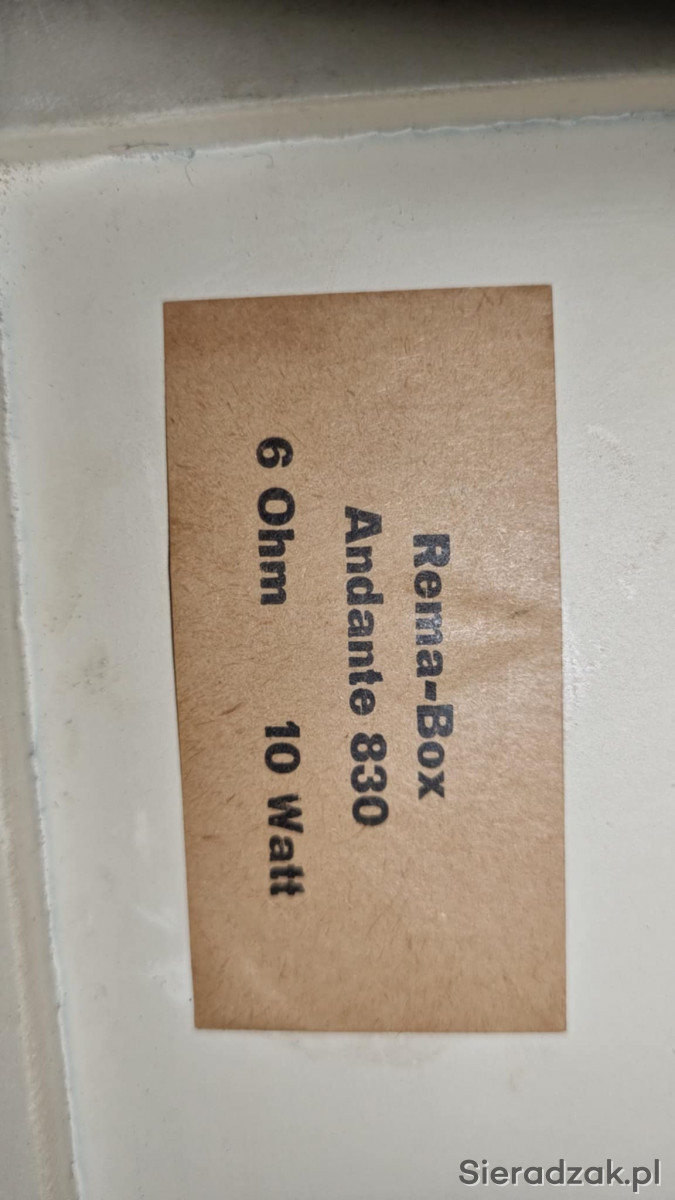 Rema-Box
Andante 830
6 Ohm 10 Watt
Sieradzak.pl